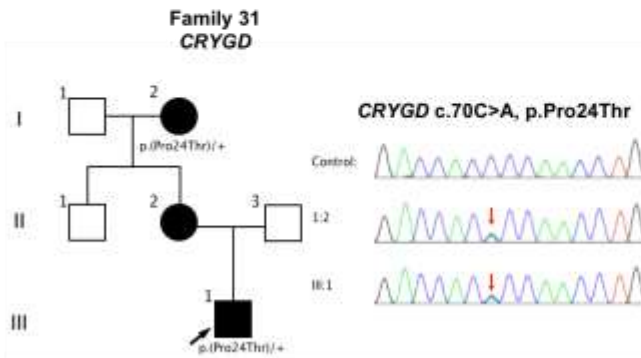 Family 31
CRYGD
I
1
2
p.(Pro24Thr)/+
II
1
2
3
III
1
p.(Pro24Thr)/+
CRYGD c.70C>A, p.Pro24Thr
Control:
1:2
III:1